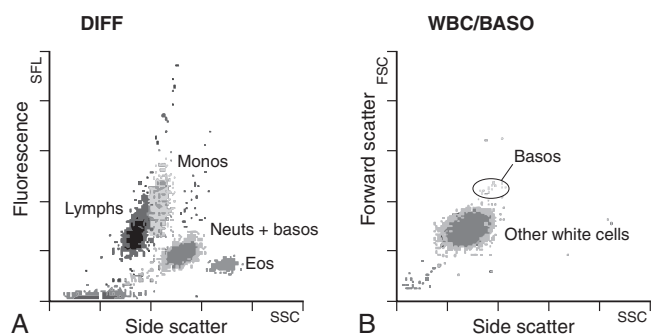 DIFF
SFL
Fluorescence
Monos
Lymphs
Neuts + basos
Eos
SSC
A
Side scatter
WBC/BASO
FSC
Forward scatter
Basos
Other white cells
SSC
B
Side scatter